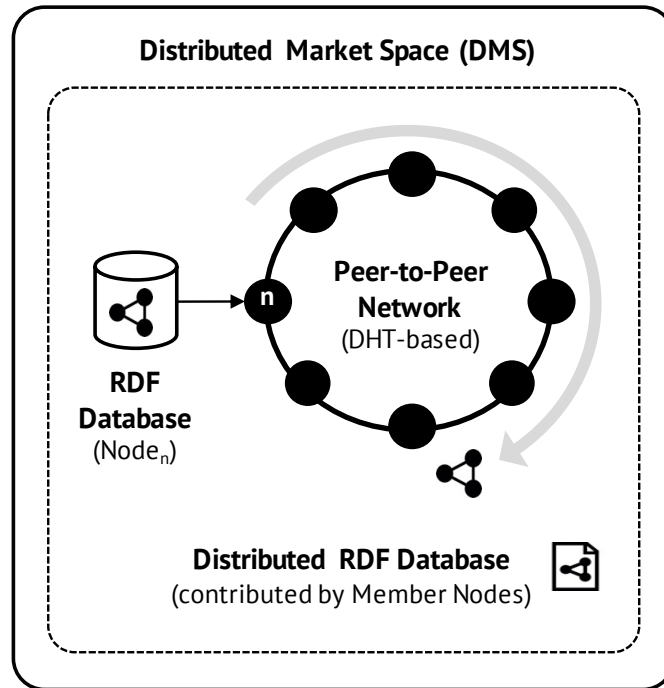 Distributed Market Space (DMS)
Peer-to-Peer
Network
(DHT-based)
n
RDF
Database
(Nodeₙ)
Distributed RDF Database
(contributed by Member Nodes)